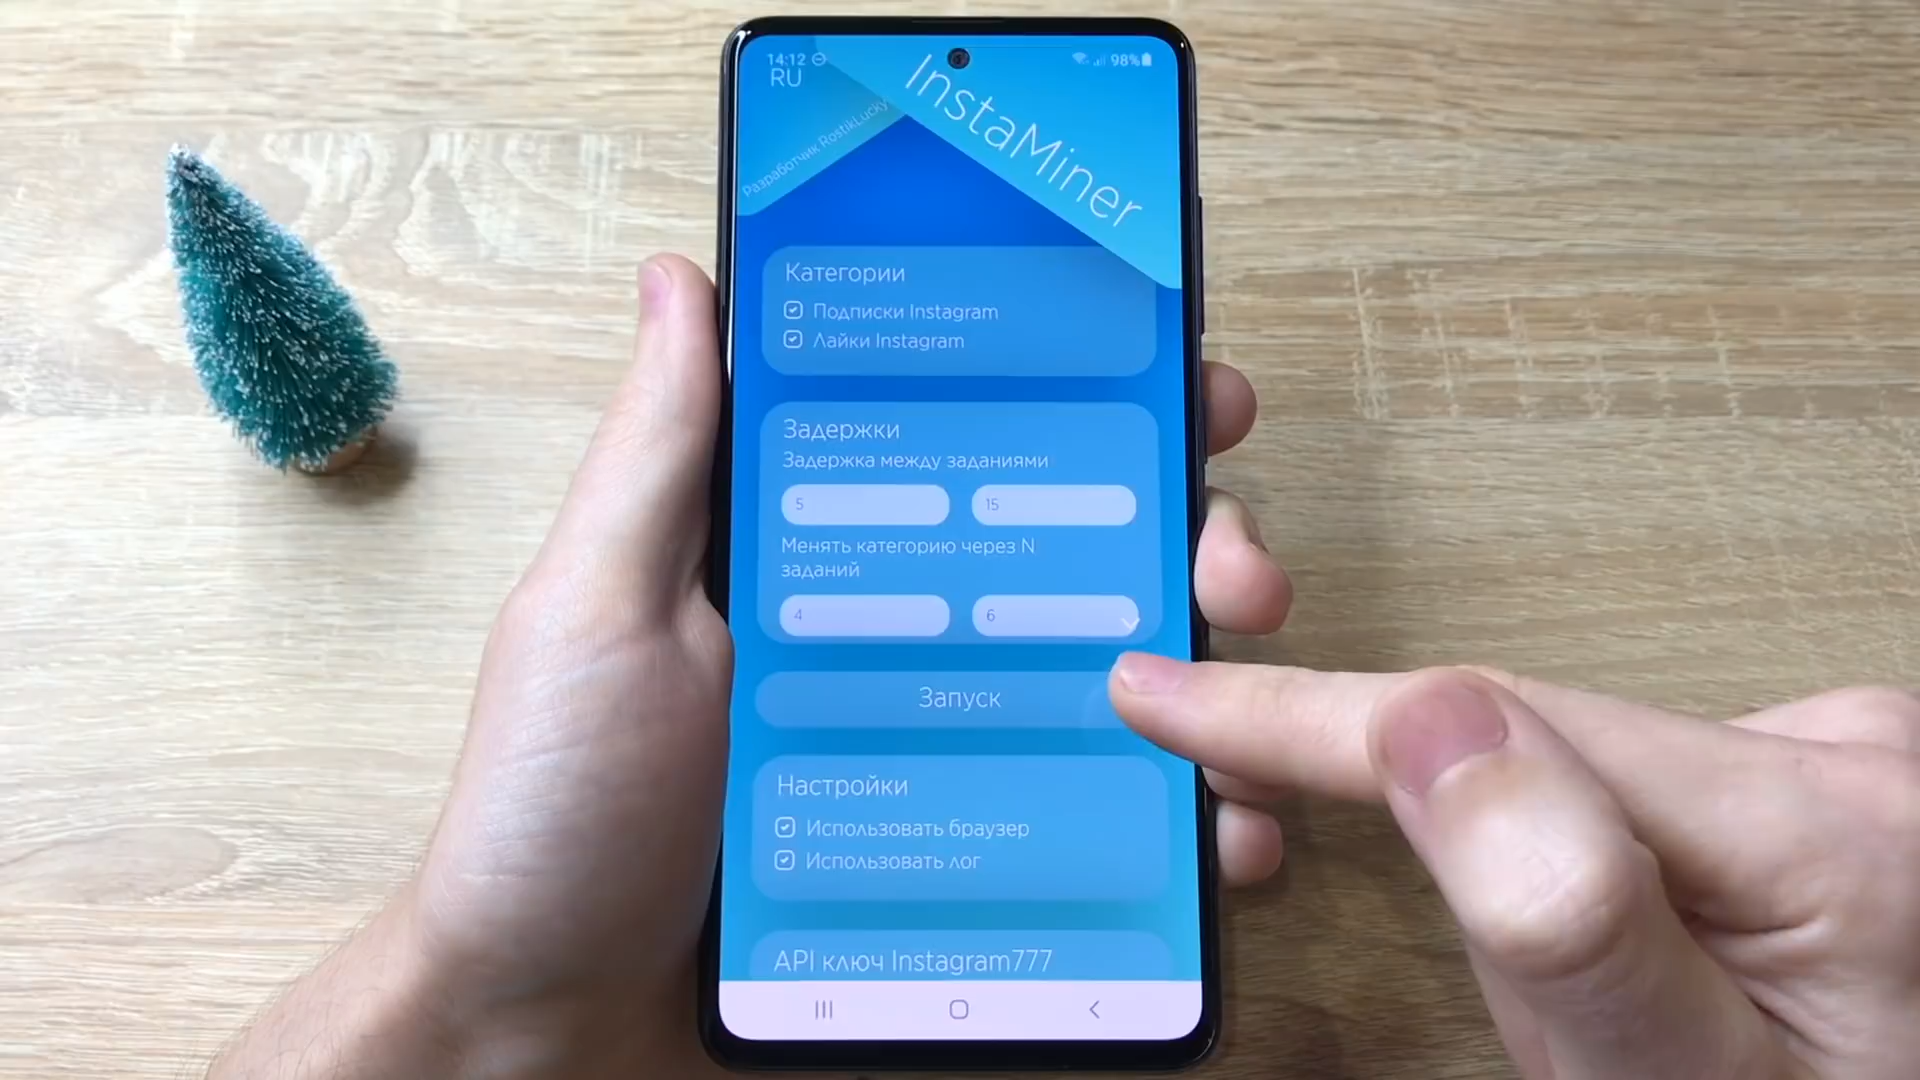 14:12
98%
RU
InstaMiner
Разработчик RostikLucky
Категории
Подписки Instagram
Лайки Instagram
Задержки
Задержка между заданиями
5
15
Менять категорию через N
заданий
4
6
Запуск
Настройки
Использовать браузер
Использовать лог
API ключ Instagram777